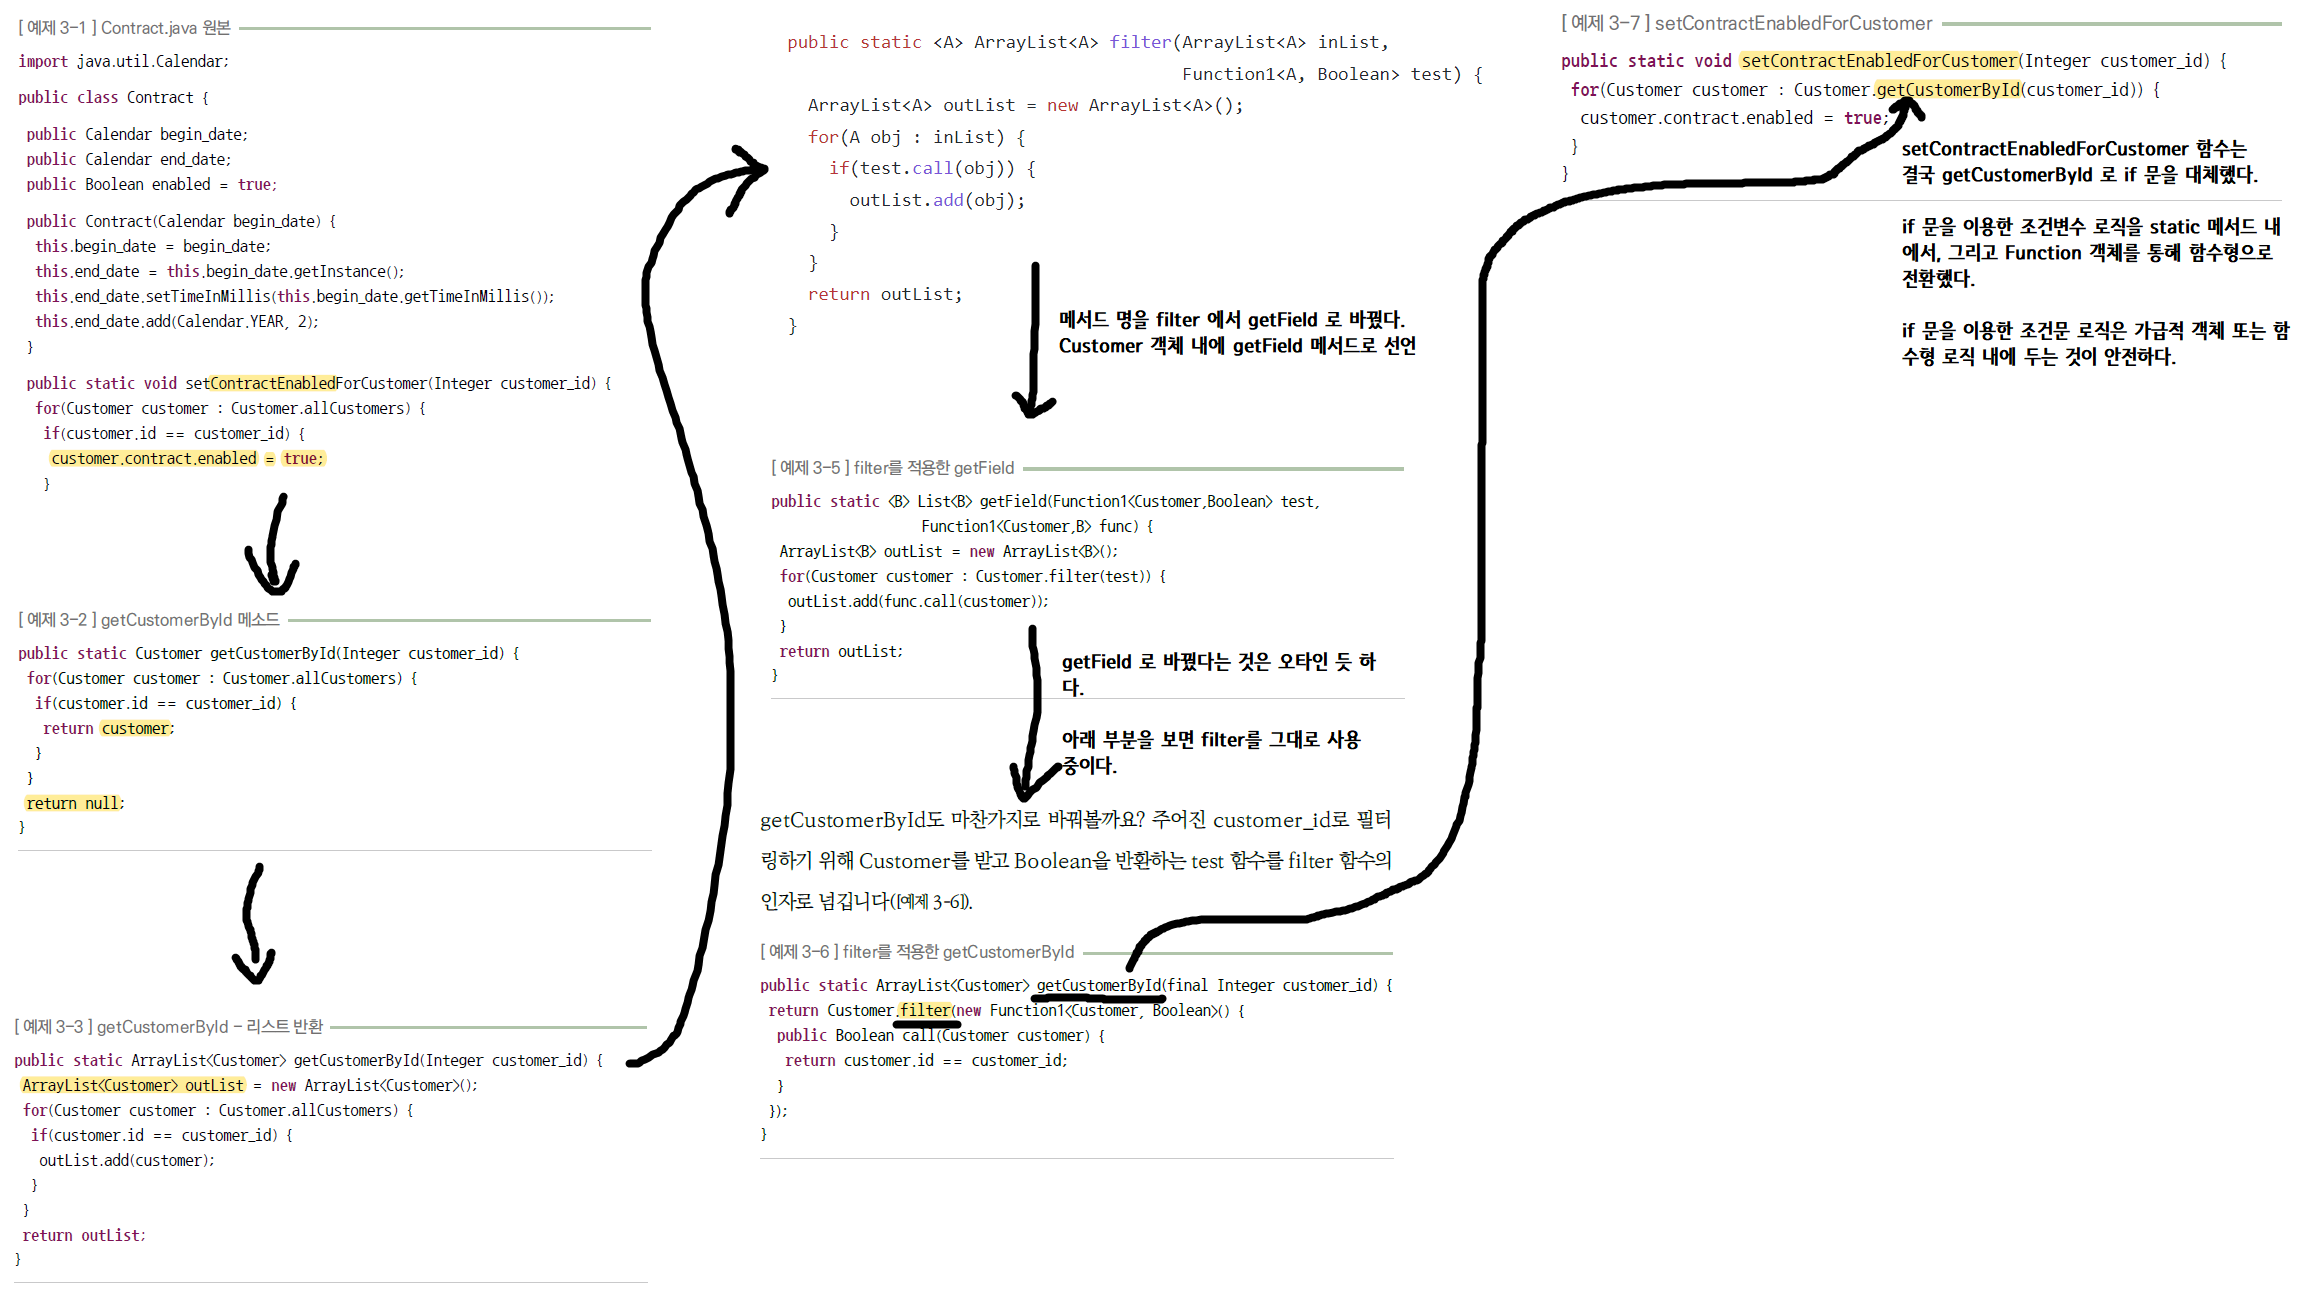 [ 예제 3-1 ] Contract.java 원본
import java.util.Calendar;
public class Contract {
public Calendar begin_date;
public Calendar end_date;
public Boolean enabled = true;
public Contract(Calendar begin_date) {
this.begin_date = begin_date;
this.end_date = this.begin_date.getInstance();
this.end_date.setTimeInMillis(this.begin_date.getTimeInMillis());
this.end_date.add(Calendar.YEAR, 2);
}
public static void setContractEnabledForCustomer(Integer customer_id) {
for(Customer customer : Customer.allCustomers) {
if(customer.id == customer_id) {
customer.contract.enabled = true;
}
[ 예제 3-2 ] getCustomerById 메소드
public static Customer getCustomerById(Integer customer_id) {
for(Customer customer : Customer.allCustomers) {
if(customer.id == customer_id) {
return customer;
}
}
return null;
}
[ 예제 3-3 ] getCustomerById - 리스트 반환
public static ArrayList<Customer> getCustomerById(Integer customer_id) {
ArrayList<Customer> outList = new ArrayList<Customer>();
for(Customer customer : Customer.allCustomers) {
if(customer.id == customer_id) {
outList.add(customer);
}
}
return outList;
}
public static <A> ArrayList<A> filter(ArrayList<A> inList,
Function1<A, Boolean> test) {
ArrayList<A> outList = new ArrayList<A>();
for(A obj : inList) {
if(test.call(obj)) {
outList.add(obj);
}
}
return outList;
}
메서드 명을 filter 에서 getField 로 바꿨다.
Customer 객체 내에 getField 메서드로 선언
[ 예제 3-5 ] filter를 적용한 getField
public static <B> List<B> getField(Function1<Customer,Boolean> test,
Function1<Customer,B> func) {
ArrayList<B> outList = new ArrayList<B>();
for(Customer customer : Customer.filter(test)) {
outList.add(func.call(customer));
}
return outList;
}
getField 로 바꿨다는 것은 오타인 듯 하
다.
아래 부분을 보면 filter를 그대로 사용
중이다.
getCustomerById도 마찬가지로 바꿔볼까요? 주어진 customer_id로 필터
링하기 위해 Customer를 받고 Boolean을 반환하는 test 함수를 filter 함수의
인자로 넘깁니다([예제 3-6]).
[ 예제 3-6 ] filter를 적용한 getCustomerById
public static ArrayList<Customer> getCustomerById(final Integer customer_id) {
return Customer.filter(new Function1<Customer, Boolean>() {
public Boolean call(Customer customer) {
return customer.id == customer_id;
}
});
}
[ 예제 3-7 ] setContractEnabledForCustomer
public static void setContractEnabledForCustomer(Integer customer_id) {
for(Customer customer : Customer.getCustomerById(customer_id)) {
customer.contract.enabled = true;
}
}
setContractEnabledForCustomer 함수는
결국 getCustomerById 로 if 문을 대체했다.
if 문을 이용한 조건변수 로직을 static 메서드 내
에서, 그리고 Function 객체를 통해 함수형으로
전환했다.
if 문을 이용한 조건문 로직은 가급적 객체 또는 함
수형 로직 내에 두는 것이 안전하다.